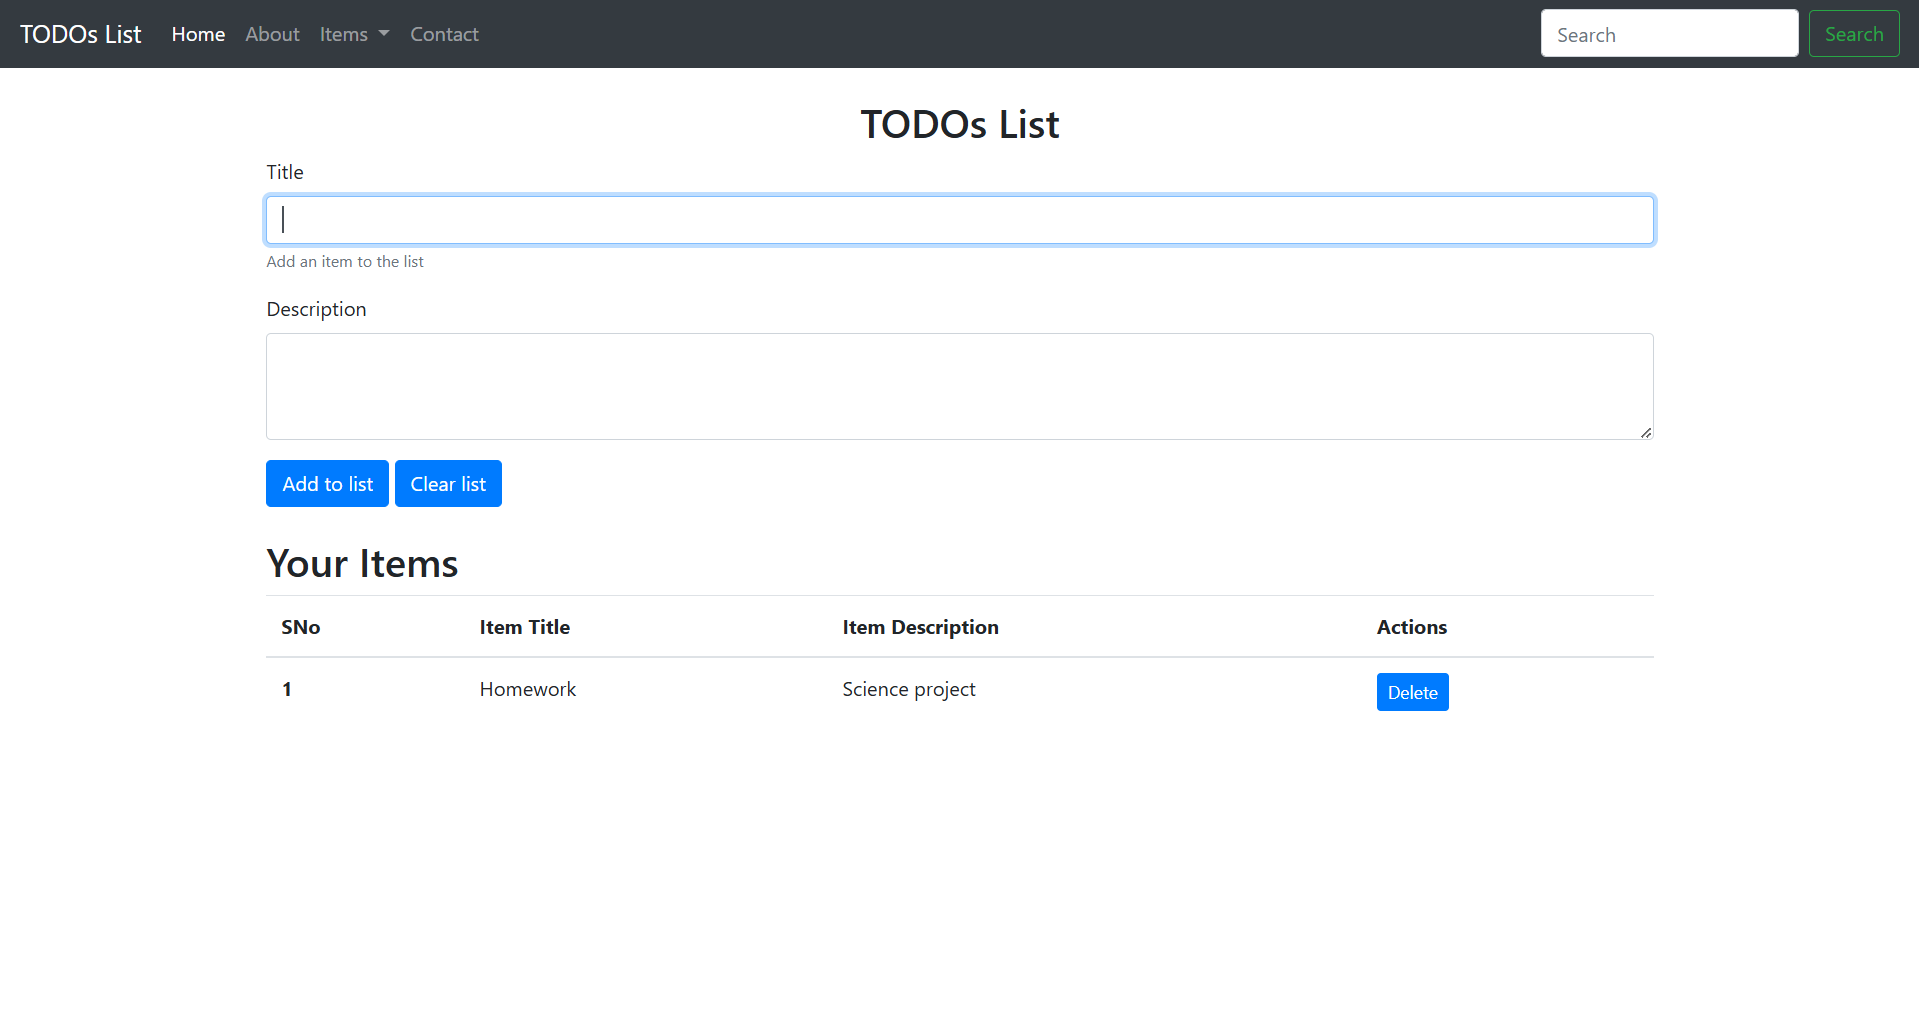 TODOs List Home About Items Contact Search Search
TODOs List
Title
Add an item to the list
Description
Add to list Clear list
Your Items
SNo Item Title Item Description Actions
1 Homework Science project Delete